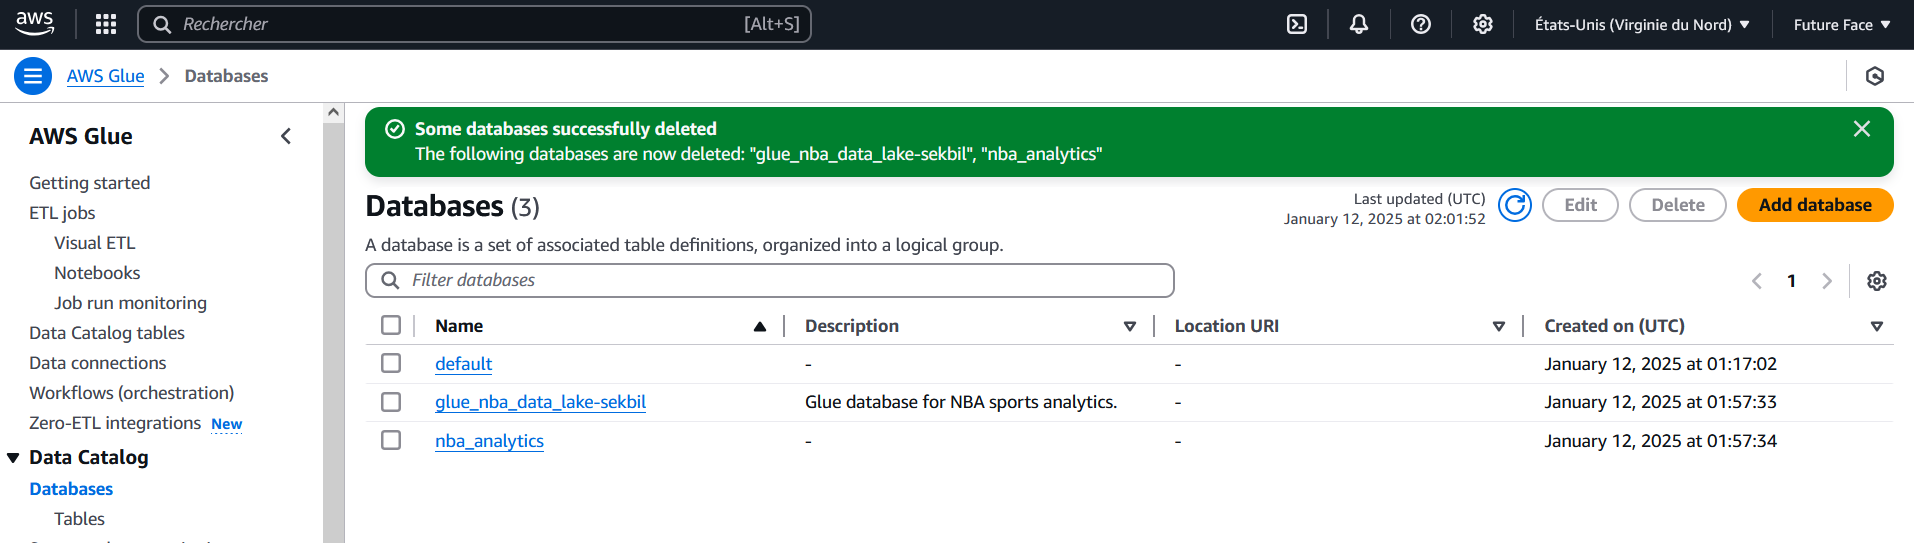 aws
Rechercher [Alt+S]
États-Unis (Virginie du Nord)
Future Face
AWS Glue
Databases
AWS Glue
Getting started
ETL jobs
Visual ETL
Notebooks
Job run monitoring
Data Catalog tables
Data connections
Workflows (orchestration)
Zero-ETL integrations New
Data Catalog
Databases
Tables
Some databases successfully deleted
The following databases are now deleted: "glue_nba_data_lake-sekbil", "nba_analytics"
Databases (3)
Last updated (UTC)
January 12, 2025 at 02:01:52
Edit
Delete
Add database
A database is a set of associated table definitions, organized into a logical group.
Filter databases
1
Name Description Location URI Created on (UTC)
default - - January 12, 2025 at 01:17:02
glue_nba_data_lake-sekbil Glue database for NBA sports analytics. - January 12, 2025 at 01:57:33
nba_analytics - - January 12, 2025 at 01:57:34